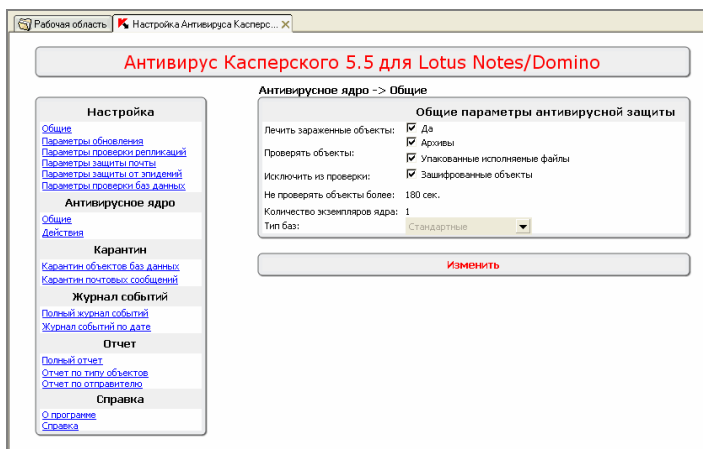 Рабочая область
Настройка Антивируса Касперс...
Антивирус Касперского 5.5 для Lotus Notes/Domino
Настройка
Общие
Параметры обновления
Параметры проверки репликаций
Параметры защиты почты
Параметры защиты от эпидемий
Параметры проверки баз данных
Антивирусное ядро
Общие
Действия
Карантин
Карантин объектов баз данных
Карантин почтовых сообщений
Журнал событий
Полный журнал событий
Журнал событий по дате
Отчет
Полный отчет
Отчет по типу объектов
Отчет по отправителю
Справка
О программе
Справка
Антивирусное ядро -> Общие
Общие параметры антивирусной защиты
Лечить зараженные объекты: Да
Проверять объекты: Архивы
Упакованные исполняемые файлы
Исключить из проверки: Зашифрованные объекты
Не проверять объекты более: 180 сек.
Количество экземпляров ядра: 1
Тип баз: Стандартные
Изменить